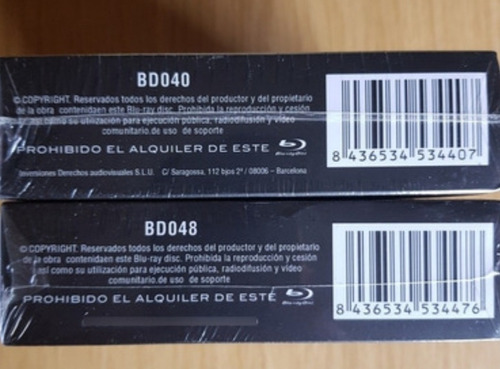 BD040
© COPYRIGHT. Reservados todos los derechos del productor y del propietario
de la obra contenidaen este Blu-ray disc. Prohibida la reproducción y cesión
así como su utilización para ejecución pública, radiodifusión y vídeo
comunitario.de uso de soporte
PROHIBIDO EL ALQUILER DE ESTE Blu-ray Disc
Inversiones Derechos audiovisuales S.L.U. C/ Saragossa, 112 bjos 2ª / 08006 - Barcelona
8 436534 534407
BD048
© COPYRIGHT. Reservados todos los derechos del productor y del propietario
de la obra contenidaen este Blu-ray disc. Prohibida la reproducción y cesión
así como su utilización para ejecución pública, radiodifusión y vídeo
comunitario.de uso de soporte
PROHIBIDO EL ALQUILER DE ESTE Blu-ray Disc
8 436534 534476